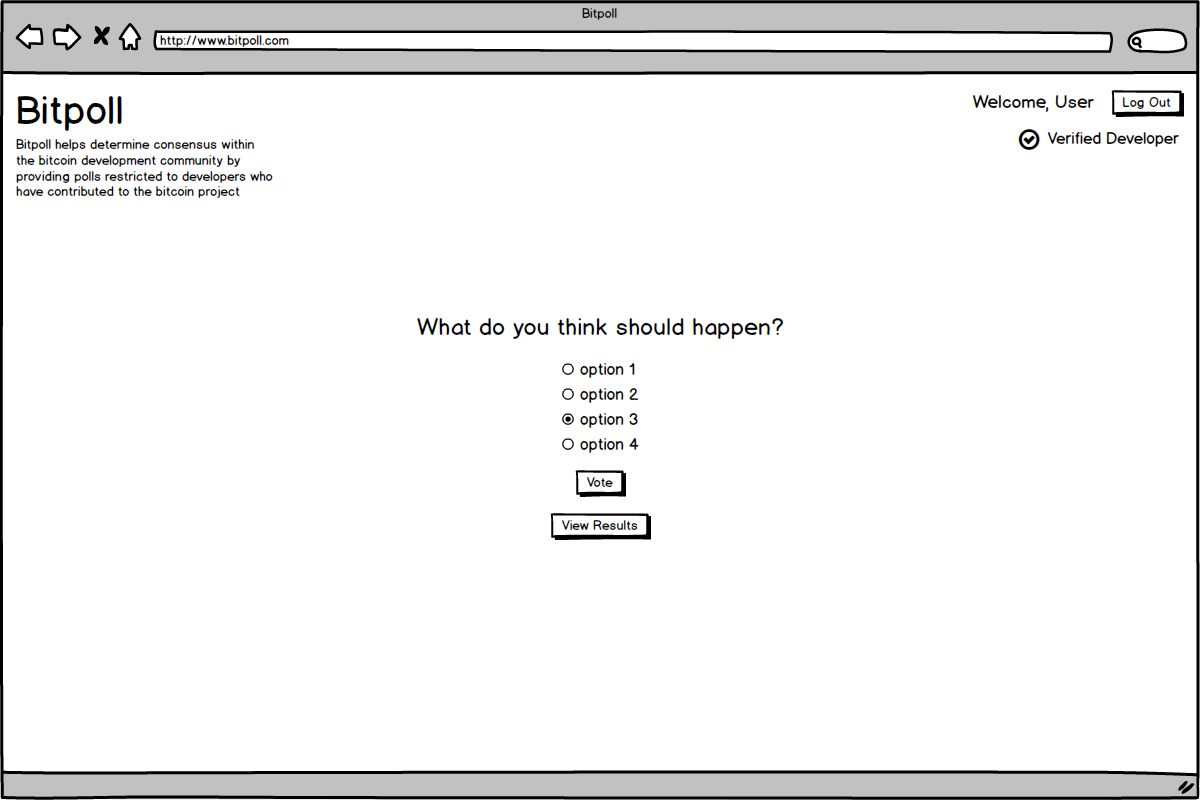 Bitpoll
http://www.bitpoll.com
Bitpoll
Welcome, User
Log Out
Verified Developer
Bitpoll helps determine consensus within
the bitcoin development community by
providing polls restricted to developers who
have contributed to the bitcoin project
What do you think should happen?
option 1
option 2
option 3
option 4
Vote
View Results